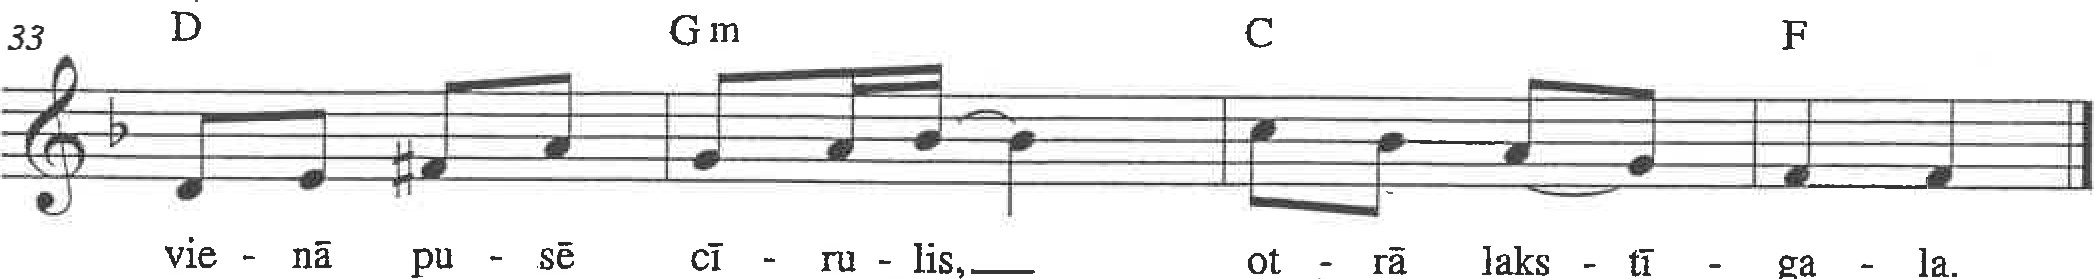 33 D Gm C F
vie - nā pu - sē cī - ru - lis, ot - rā laks - tī - ga - la.